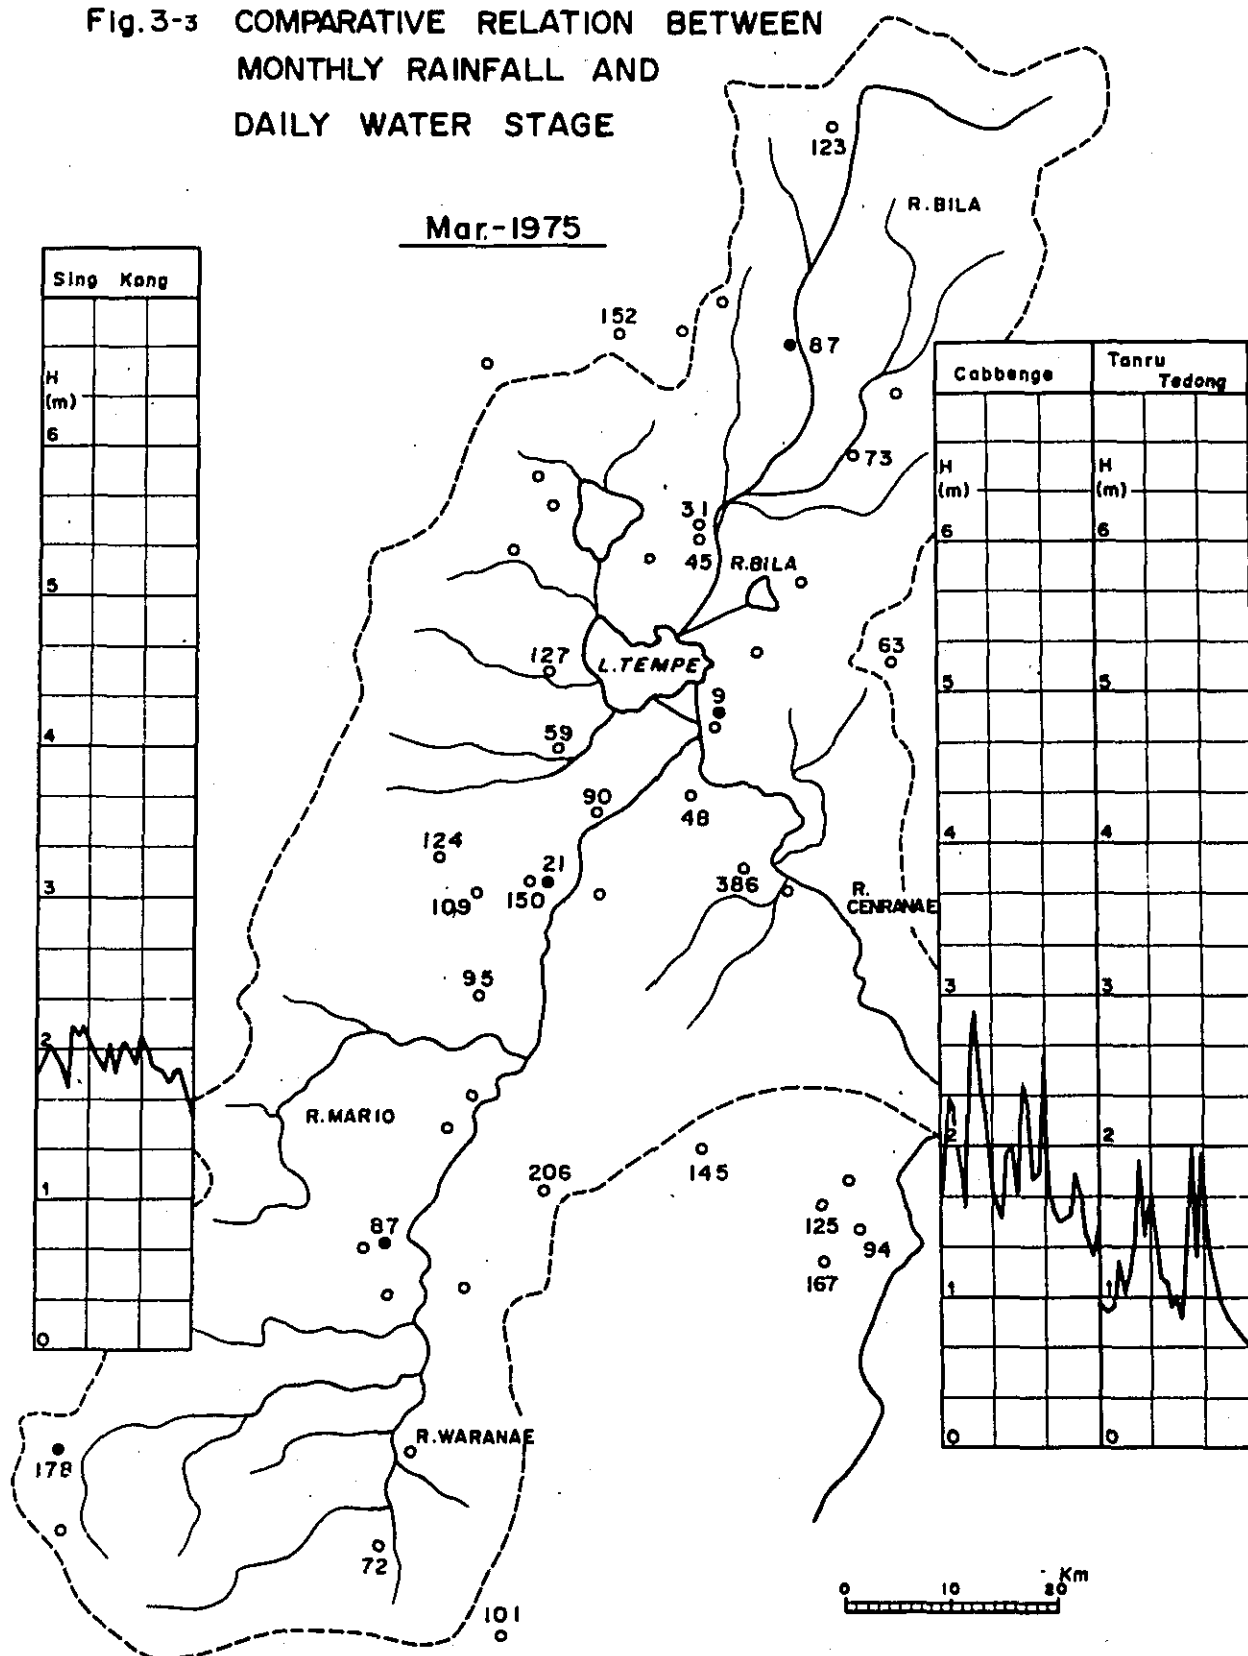 Fig.3-3 COMPARATIVE RELATION BETWEEN
MONTHLY RAINFALL AND
DAILY WATER STAGE
Mar.-1975
123
R.BILA
Sing Kong
H
(m)
6
5
4
3
2
1
0
152
87
73
31
45
R.BILA
127
L.TEMPE
63
9
59
90
48
124
21
109
150
386
R.
CENRANAE
95
R.MARIO
206
145
125
94
167
87
R.WARANAE
178
72
101
Cabbenge
H
(m)
6
5
4
3
2
1
0
Tanru
Tedong
H
(m)
6
5
4
3
2
1
0
0 10 20 Km